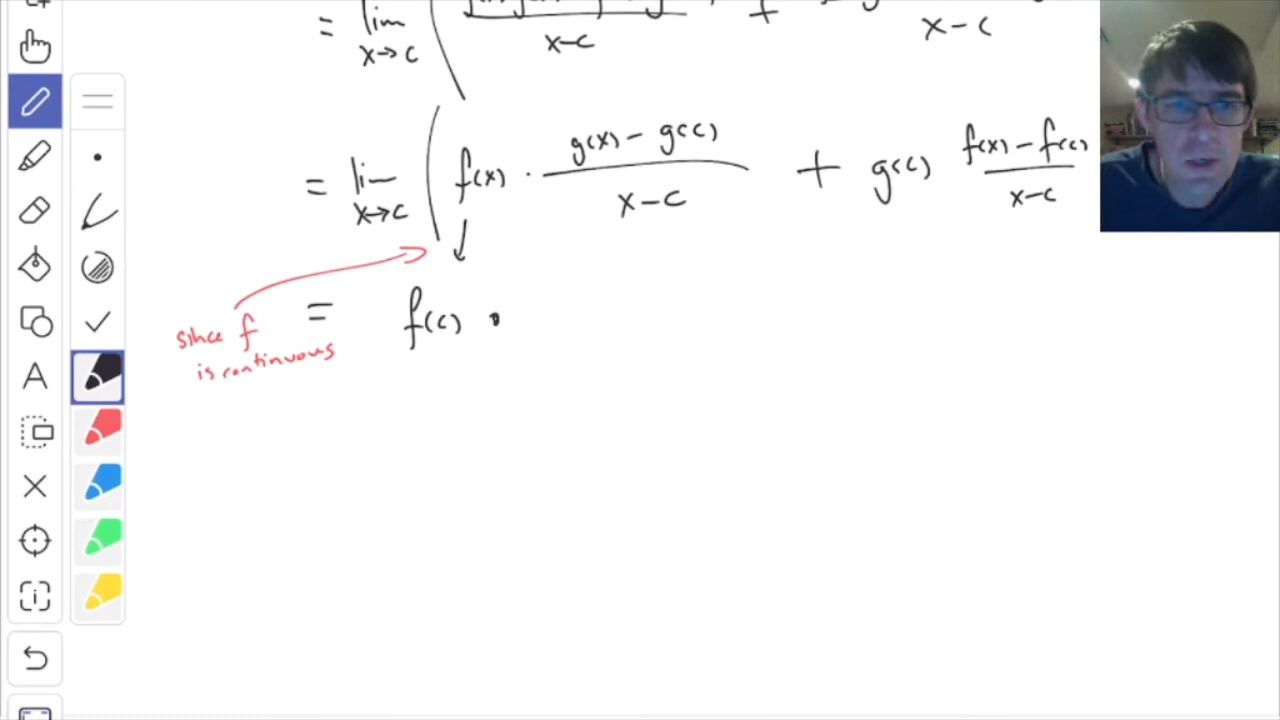 = lim x→c ( x-c + x-c
= lim x→c ( f(x) · g(x) - g(c) / x-c + g(c) f(x) - f(c) / x-c
= f(c) ·
since f
is continuous
A